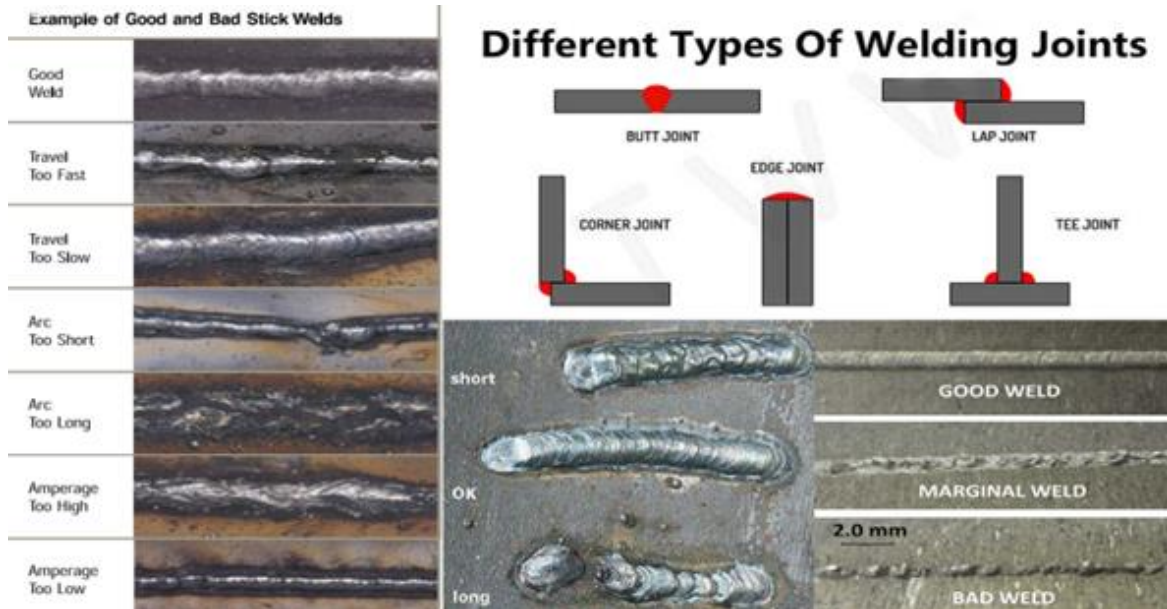 Example of Good and Bad Stick Welds
Good
Weld
Travel
Too Fast
Travel
Too Slow
Arc
Too Short
Arc
Too Long
Amperage
Too High
Amperage
Too Low
Different Types Of Welding Joints
BUTT JOINT
LAP JOINT
EDGE JOINT
CORNER JOINT
TEE JOINT
short
OK
long
GOOD WELD
MARGINAL WELD
2.0 mm
BAD WELD